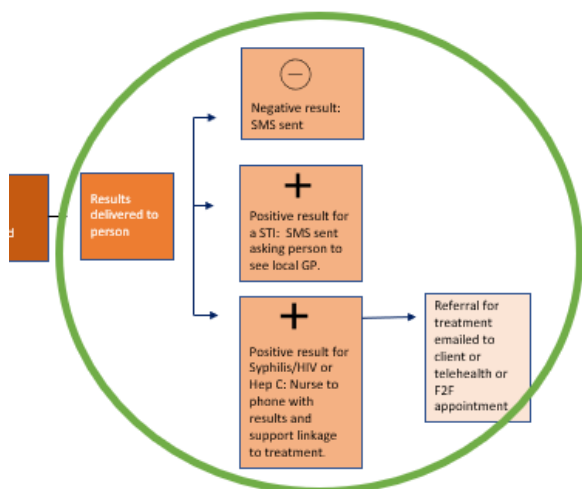 d
Results
delivered to
person
Negative result:
SMS sent
Positive result for
a STI: SMS sent
asking person to
see local GP.
Positive result for
Syphilis/HIV or
Hep C: Nurse to
phone with
results and
support linkage
to treatment.
Referral for
treatment
emailed to
client or
telehealth or
F2F
appointment